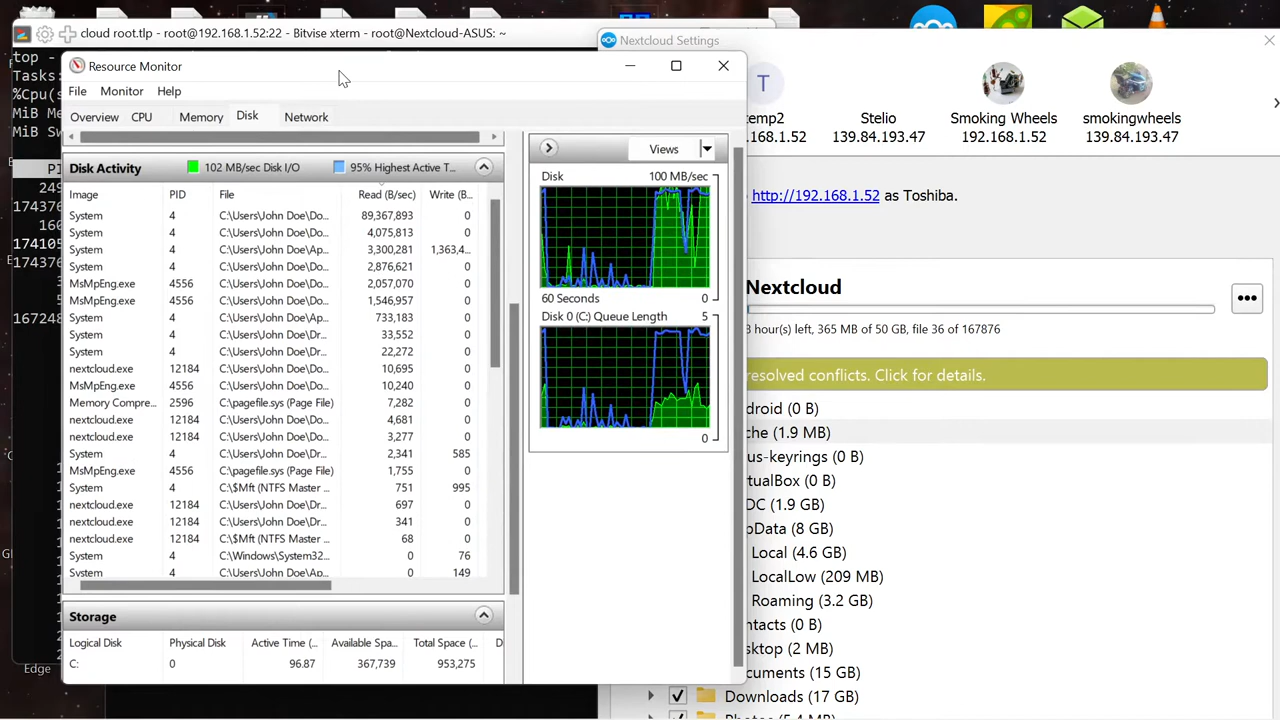 cloud root.tlp - root@192.168.1.52:22 - Bitvise xterm - root@Nextcloud-ASUS: ~
Nextcloud Settings
top -
Tasks:
%Cpu(s
MiB Me
MiB Sw
249
174376
160
174105
174376
167248
Edge
Resource Monitor
File Monitor Help
Overview CPU Memory Disk Network
Disk Activity 102 MB/sec Disk I/O 95% Highest Active T...
Image PID File Read (B/sec) Write (B...
System 4 C:\Users\John Doe\Do... 89,367,893 0
System 4 C:\Users\John Doe\Do... 4,075,813 0
System 4 C:\Users\John Doe\Ap... 3,300,281 1,363,4...
System 4 C:\Users\John Doe\Do... 2,876,621 0
MsMpEng.exe 4556 C:\Users\John Doe\Do... 2,057,070 0
MsMpEng.exe 4556 C:\Users\John Doe\Do... 1,546,957 0
System 4 C:\Users\John Doe\Ap... 733,183 0
System 4 C:\Users\John Doe\Dr... 33,552 0
System 4 C:\Users\John Doe\Dr... 22,272 0
nextcloud.exe 12184 C:\Users\John Doe\Dr... 10,695 0
MsMpEng.exe 4556 C:\Users\John Doe\Dr... 10,240 0
Memory Compre... 2596 C:\pagefile.sys (Page File) 7,282 0
nextcloud.exe 12184 C:\Users\John Doe\Dr... 4,681 0
nextcloud.exe 12184 C:\Users\John Doe\Dr... 3,277 0
System 4 C:\Users\John Doe\Dr... 2,341 585
MsMpEng.exe 4556 C:\pagefile.sys (Page File) 1,755 0
System 4 C:\$Mft (NTFS Master ... 751 995
nextcloud.exe 12184 C:\Users\John Doe\Dr... 697 0
nextcloud.exe 12184 C:\Users\John Doe\Dr... 341 0
nextcloud.exe 12184 C:\$Mft (NTFS Master ... 68 0
System 4 C:\Windows\System32... 0 76
System 4 C:\Users\John Doe\Ap... 0 149
Storage
Logical Disk Physical Disk Active Time (... Available Spa... Total Space (... D
C: 0 96.87 367,739 953,275
Views
Disk 100 MB/sec
60 Seconds 0
Disk 0 (C:) Queue Length 5
0
T
temp2 Stelio Smoking Wheels smokingwheels
.168.1.52 139.84.193.47 192.168.1.52 139.84.193.47
http://192.168.1.52 as Toshiba.
Nextcloud
hour(s) left, 365 MB of 50 GB, file 36 of 167876
resolved conflicts. Click for details.
droid (0 B)
che (1.9 MB)
us-keyrings (0 B)
rtualBox (0 B)
DC (1.9 GB)
pData (8 GB)
Local (4.6 GB)
LocalLow (209 MB)
Roaming (3.2 GB)
ntacts (0 B)
sktop (2 MB)
cuments (15 GB)
Downloads (17 GB)
Photos (5.4 MB)